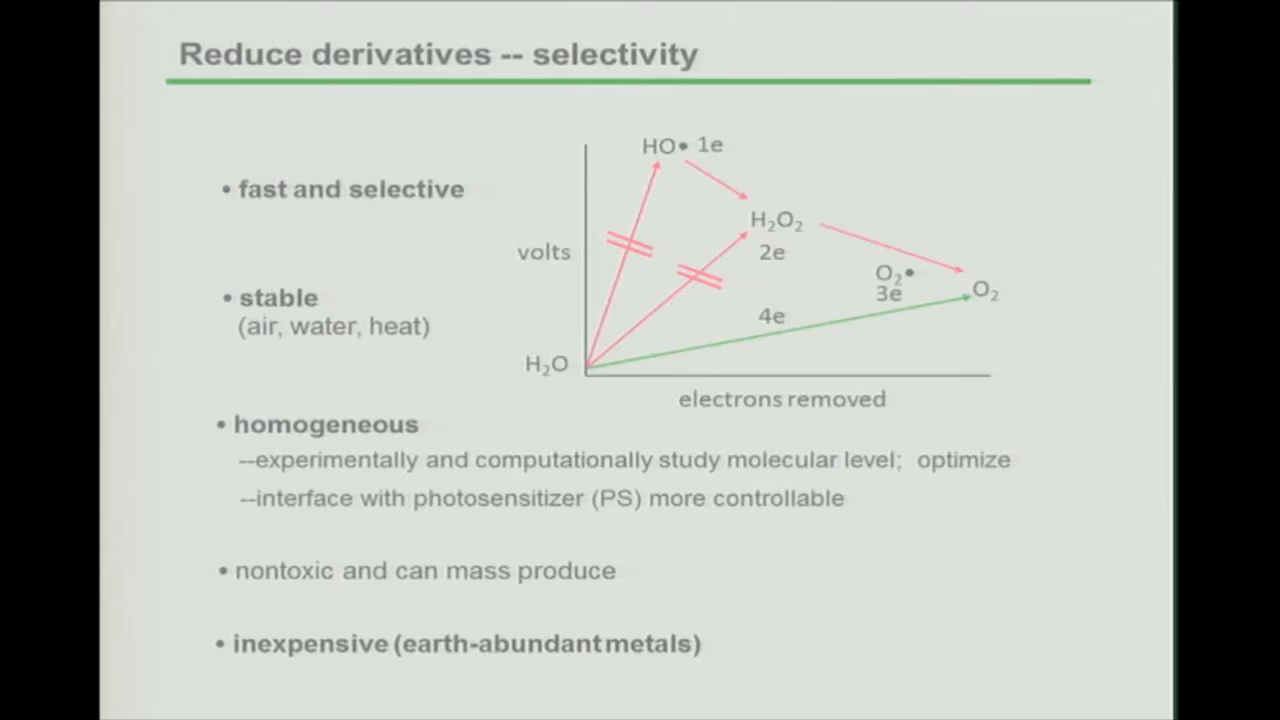 Reduce derivatives -- selectivity
HO• 1e
• fast and selective
H₂O₂
volts
2e
O₂•
3e
O₂
• stable
(air, water, heat)
4e
H₂O
electrons removed
• homogeneous
--experimentally and computationally study molecular level; optimize
--interface with photosensitizer (PS) more controllable
• nontoxic and can mass produce
• inexpensive (earth-abundant metals)